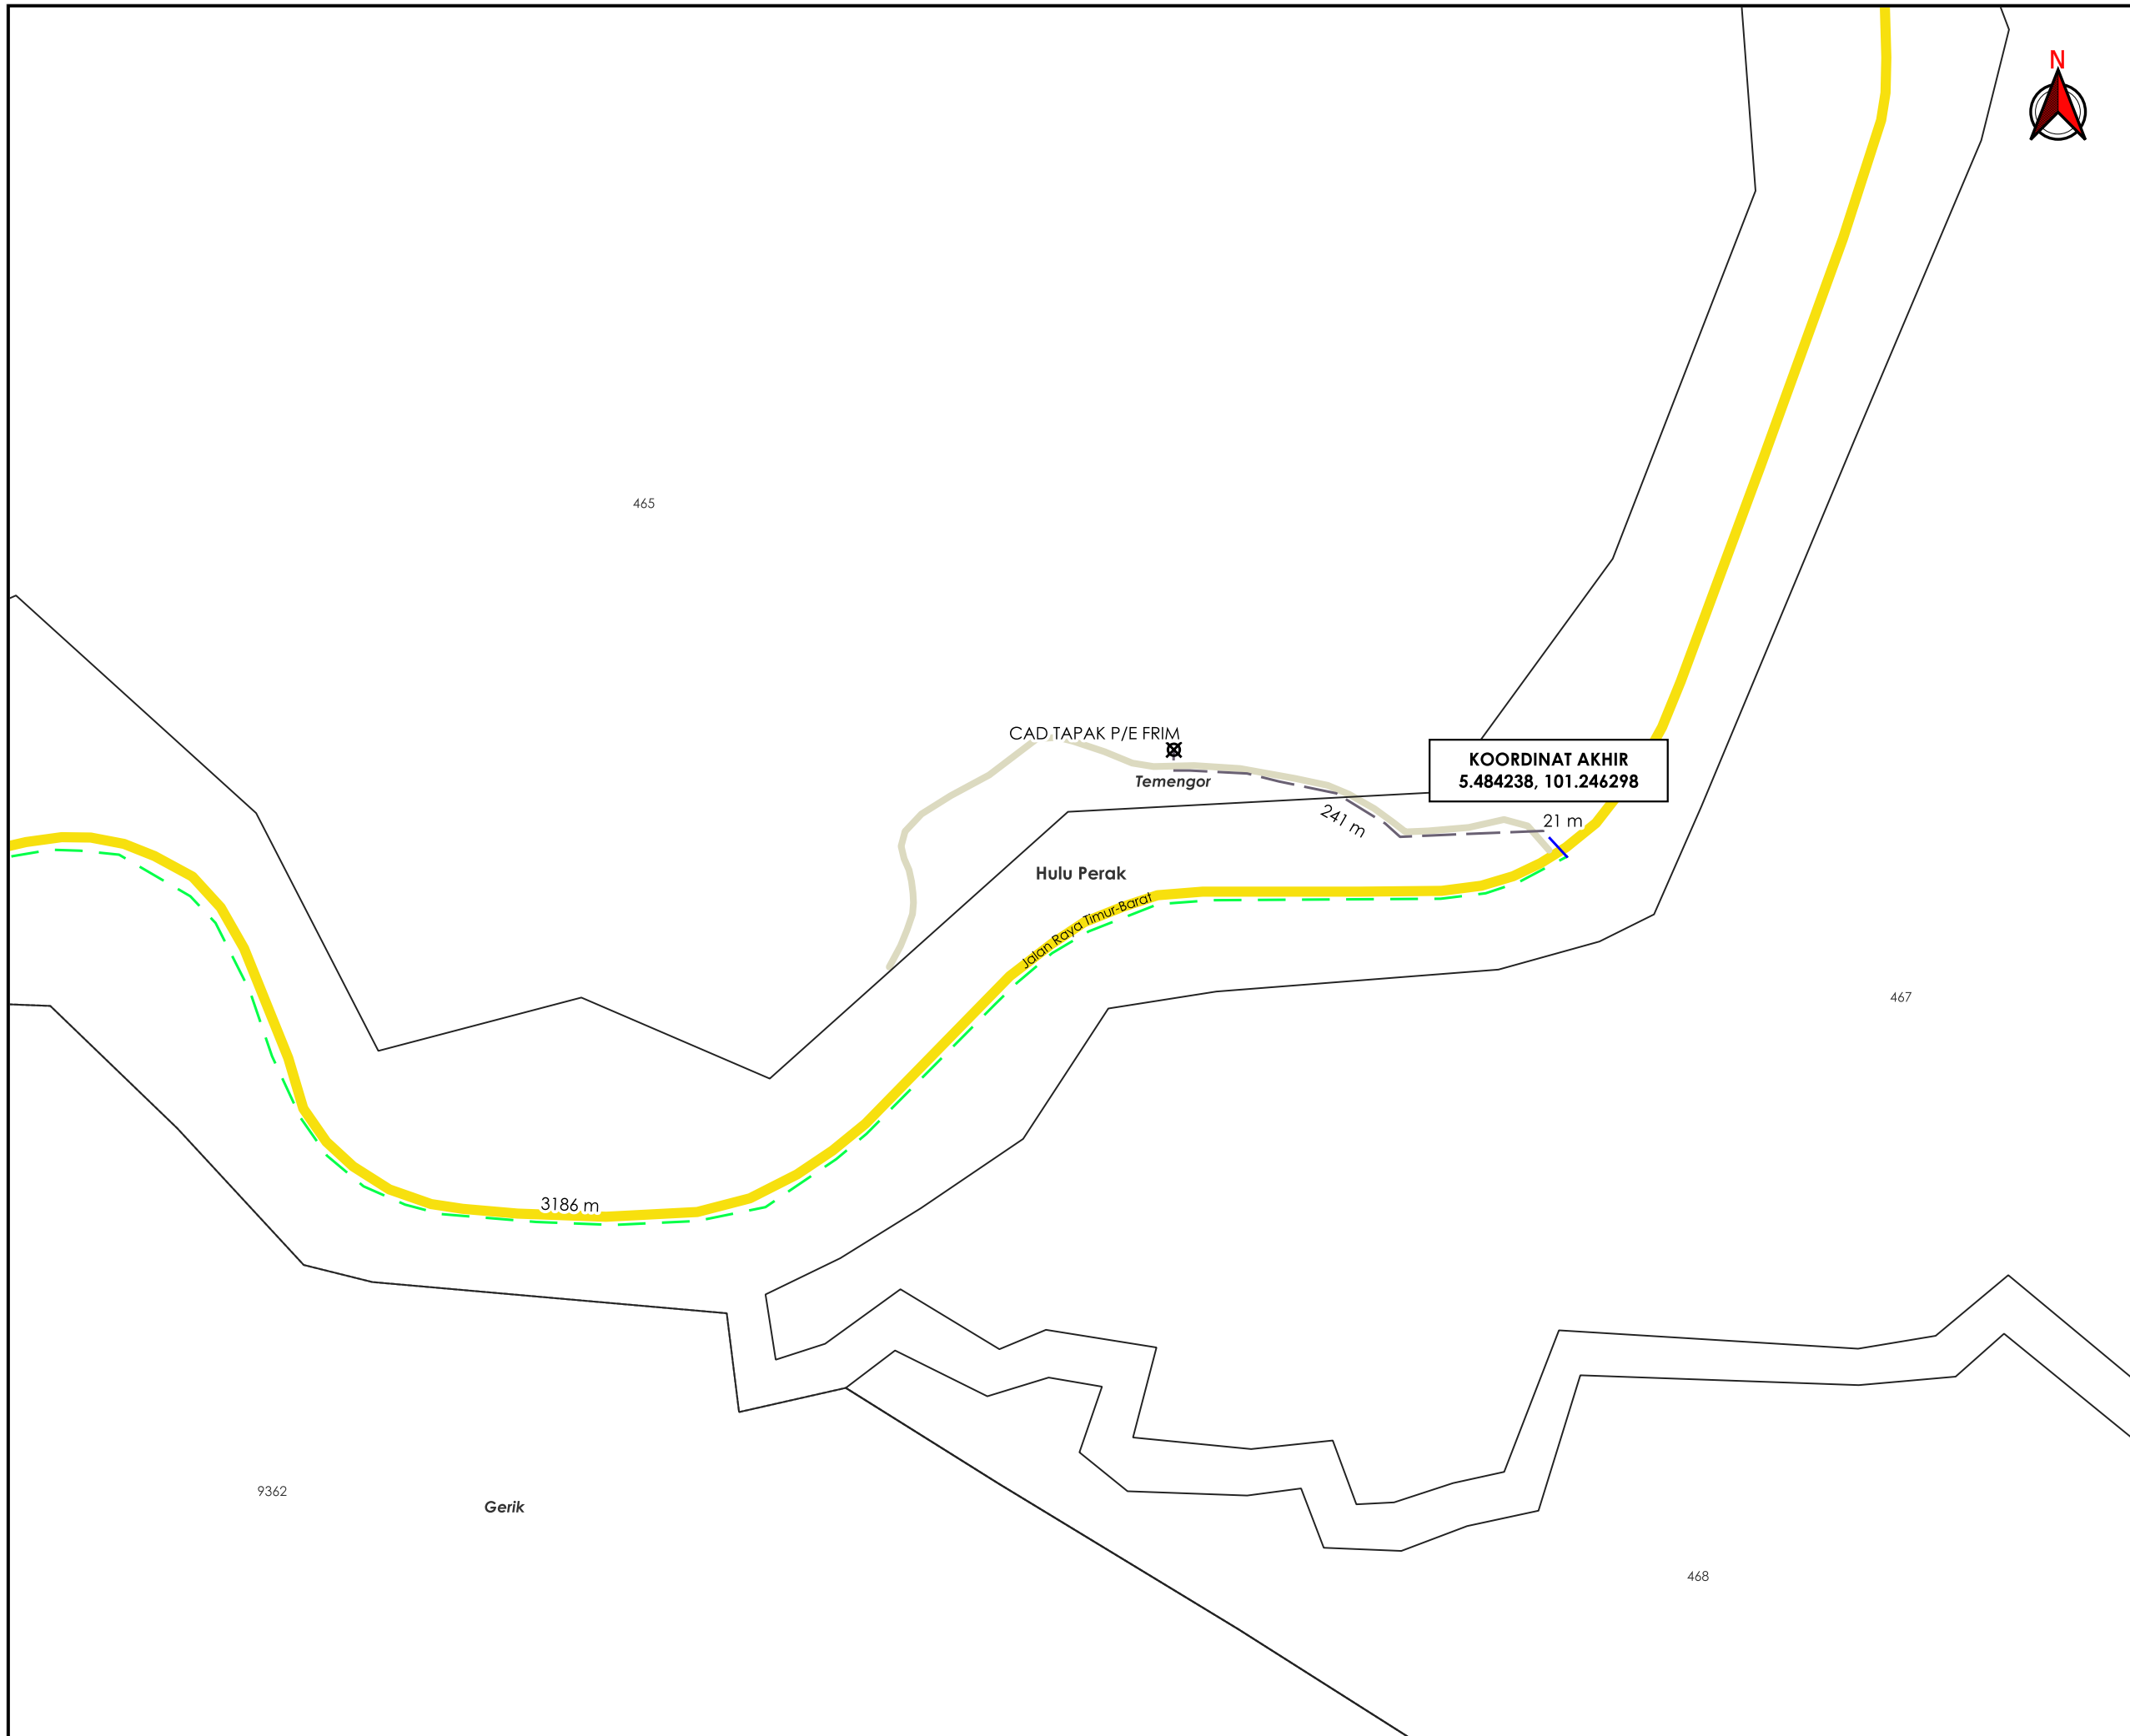 N
465
CAD TAPAK P/E FRIM
Temengor
KOORDINAT AKHIR
5.484238, 101.246298
241 m
21 m
Hulu Perak
Jalan Raya Timur-Barat
467
3186 m
9362
Gerik
468